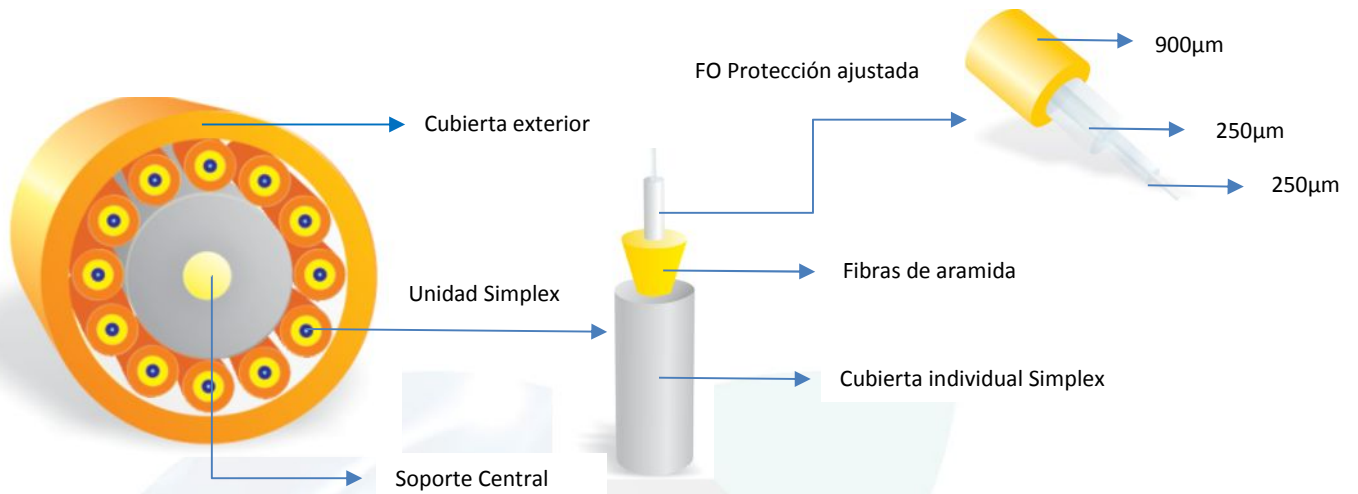 900µm
FO Protección ajustada
Cubierta exterior
250µm
250µm
Fibras de aramida
Unidad Simplex
Cubierta individual Simplex
Soporte Central